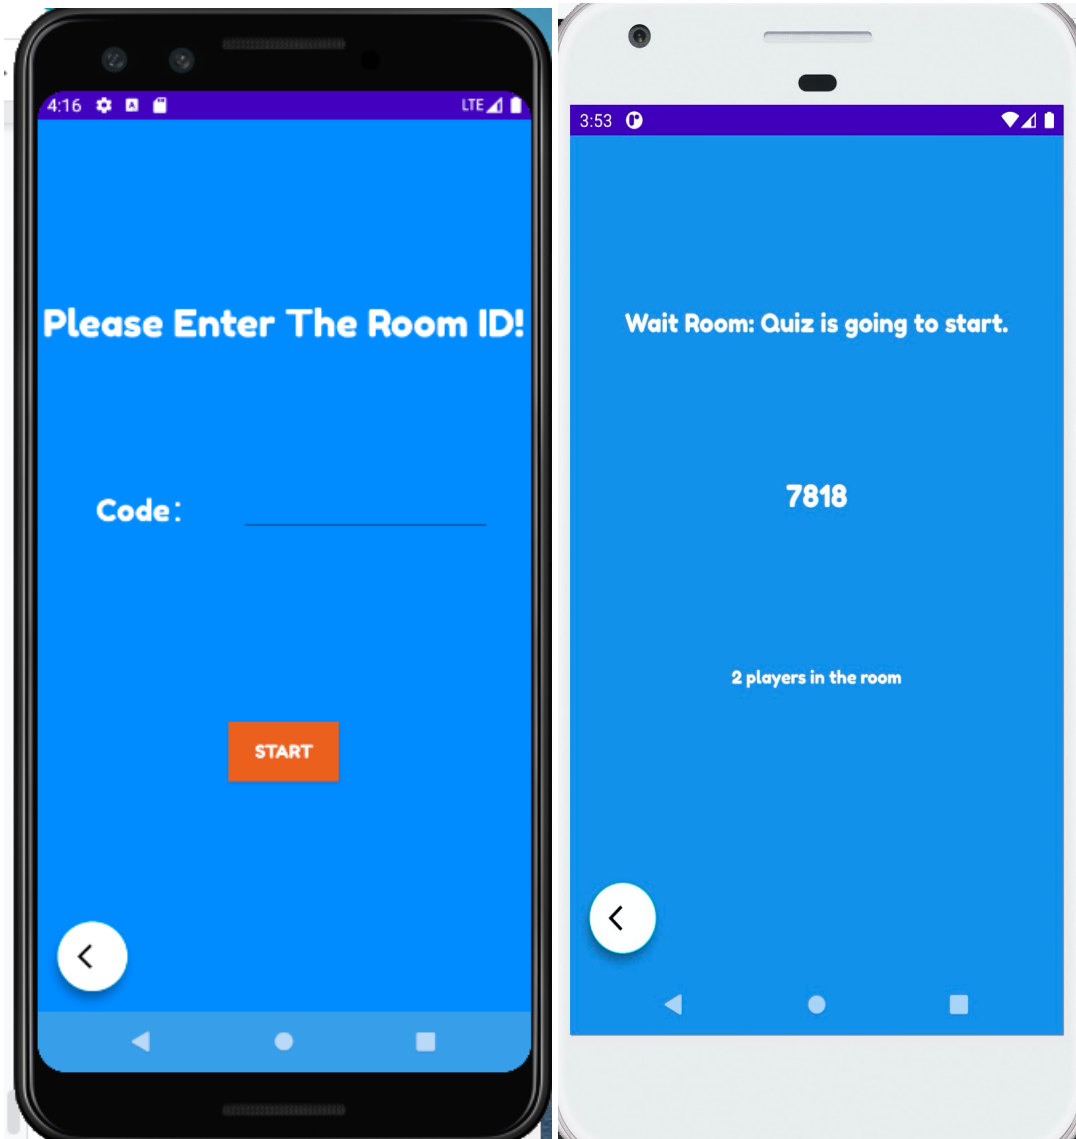 4:16
LTE
Please Enter The Room ID!
Code:
START
3:53
Wait Room: Quiz is going to start.
7818
2 players in the room